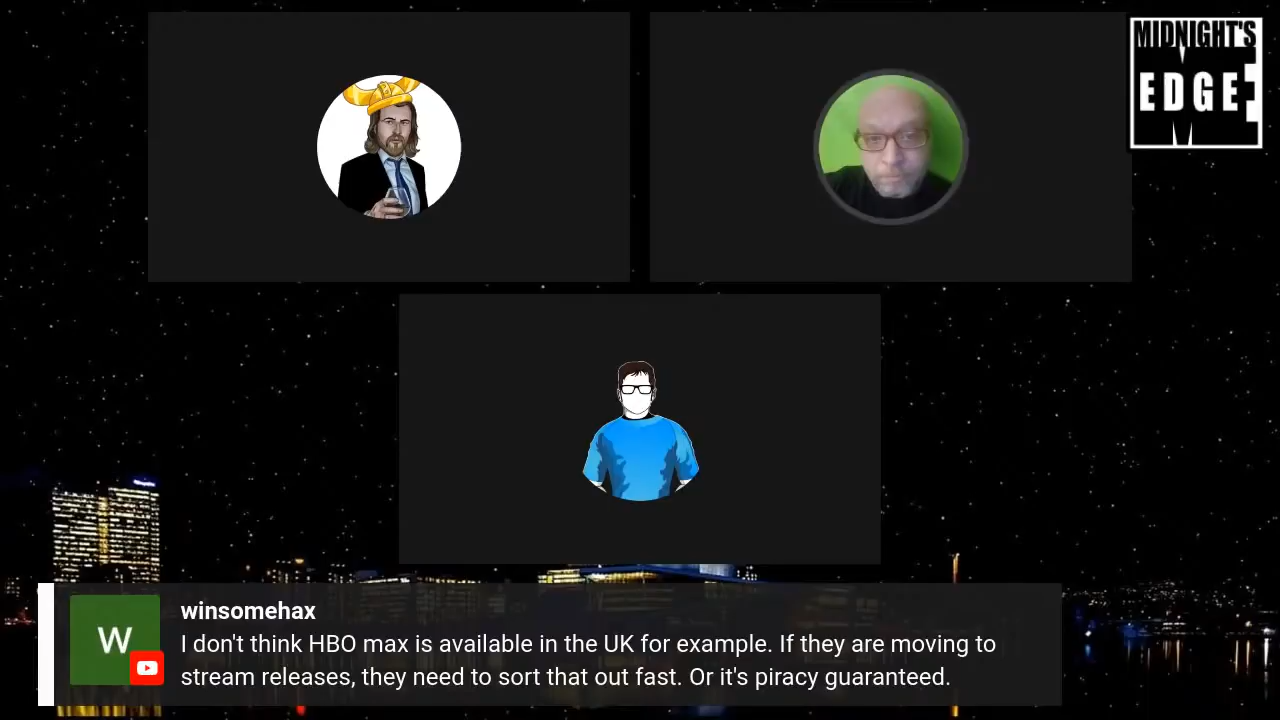 MIDNIGHT'S
EDGE
winsomehax
W
I don't think HBO max is available in the UK for example. If they are moving to
stream releases, they need to sort that out fast. Or it's piracy guaranteed.